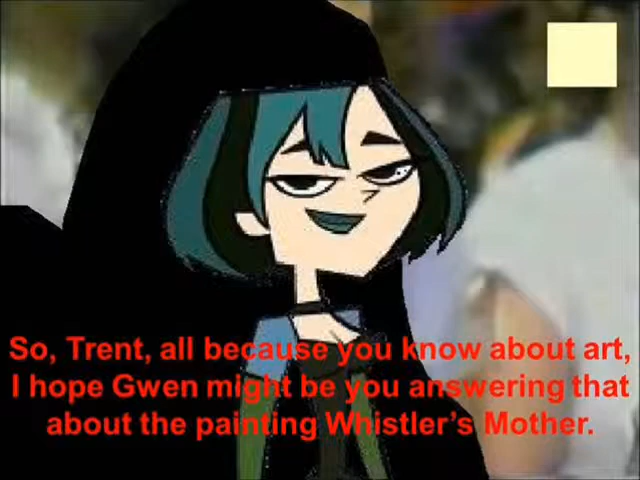 So, Trent, all because you know about art,
I hope Gwen might be you answering that
about the painting Whistler’s Mother.